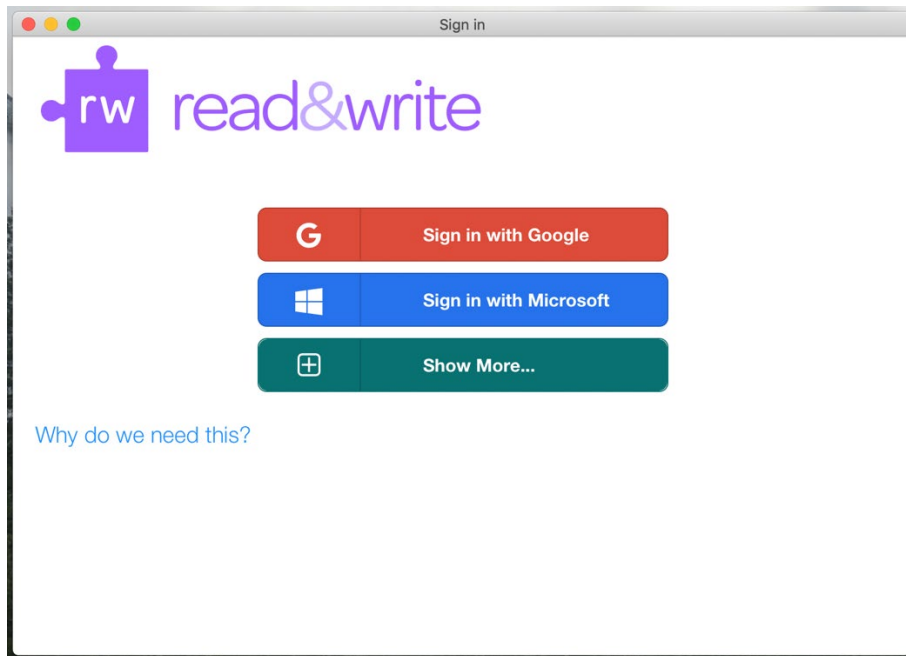 Sign in
rw read&write
Sign in with Google
Sign in with Microsoft
Show More...
Why do we need this?